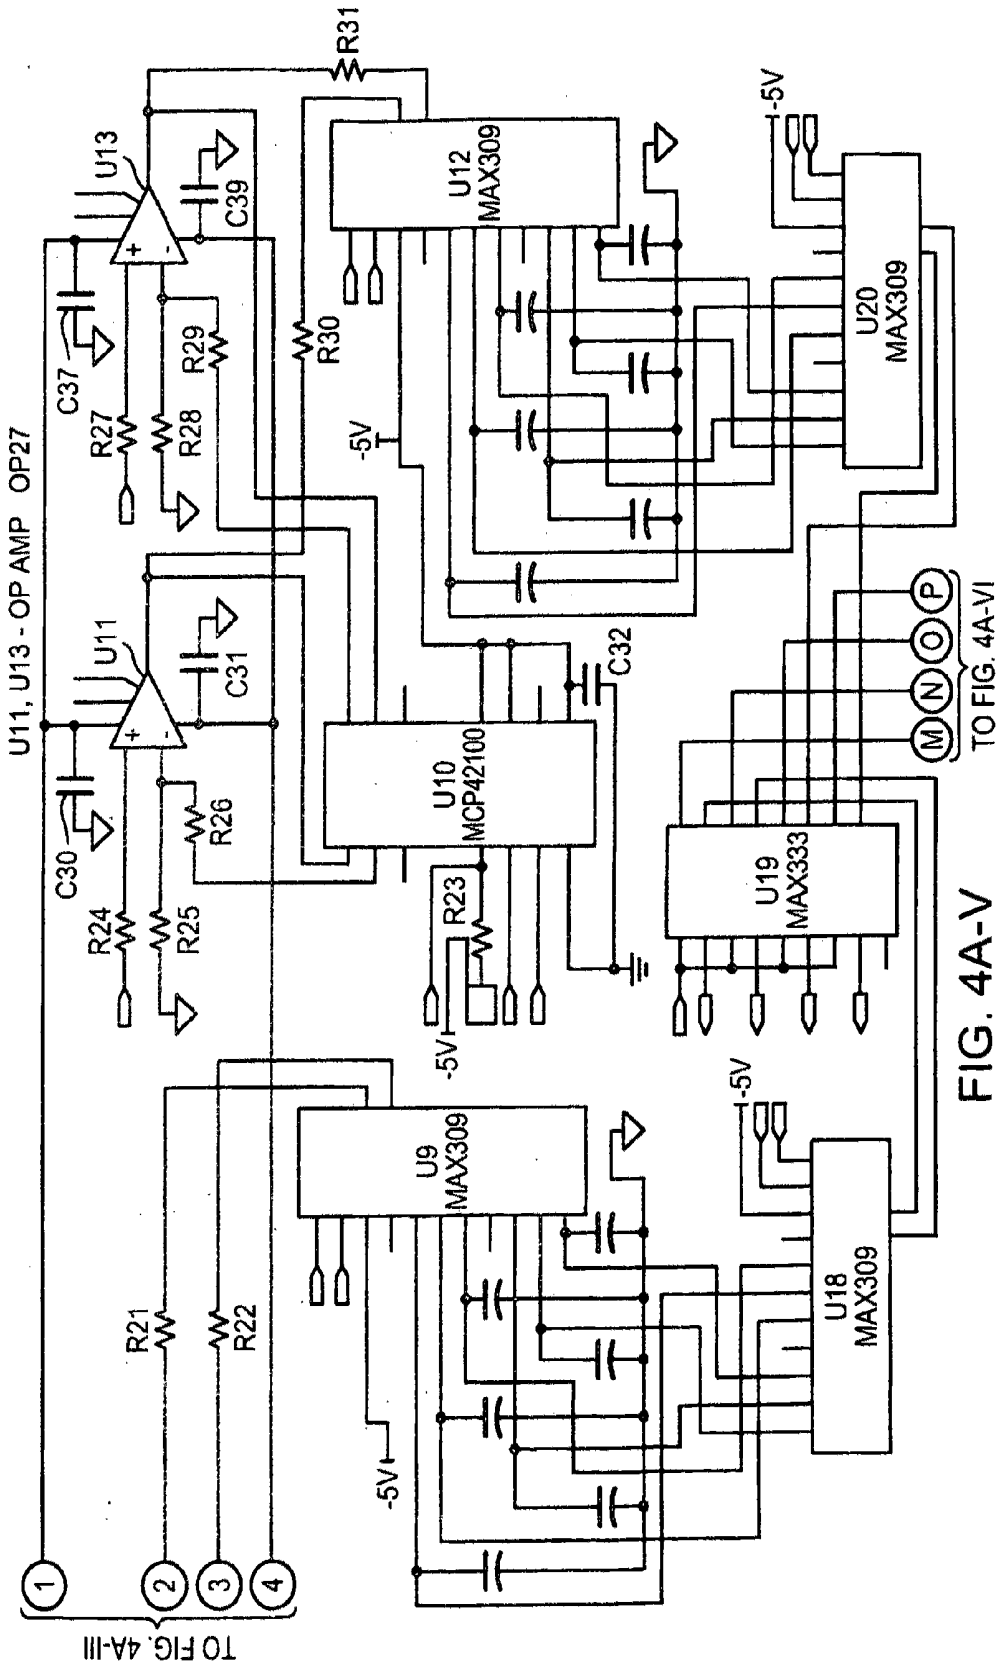 U11, U13 - OP AMP OP27
TO FIG. 4A-III
1
2
3
4
R21
R22
C30
R24
R25
R26
U11
+
-
C31
C37
R27
R28
R29
U13
+
-
C39
R30
R31
-5V
U9
MAX309
-5V
R23
U10
MCP42100
C32
-5V
U12
MAX309
-5V
U18
MAX309
U19
MAX333
-5V
U20
MAX309
M
N
O
P
TO FIG. 4A-VI
FIG. 4A-V